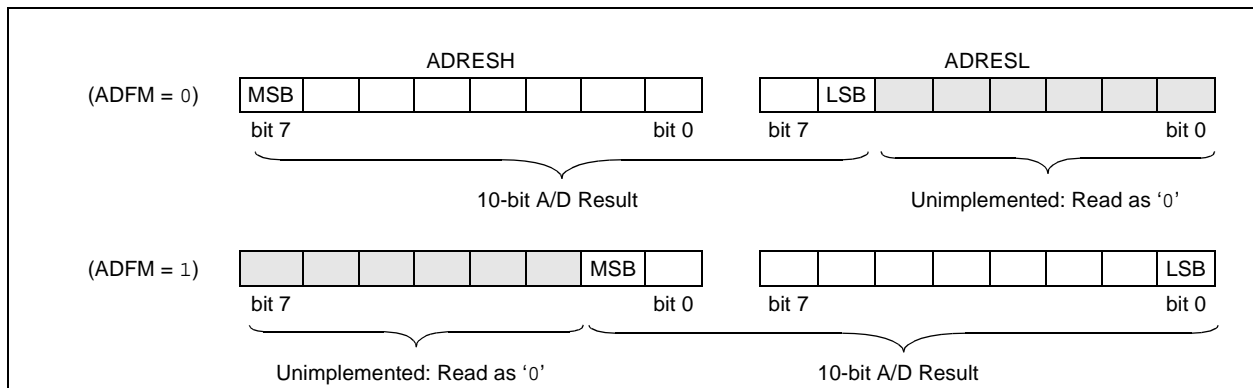 ADRESH ADRESL
(ADFM = 0) MSB LSB
bit 7 bit 0 bit 7 bit 0
10-bit A/D Result Unimplemented: Read as ‘0’
(ADFM = 1) MSB LSB
bit 7 bit 0 bit 7 bit 0
Unimplemented: Read as ‘0’ 10-bit A/D Result